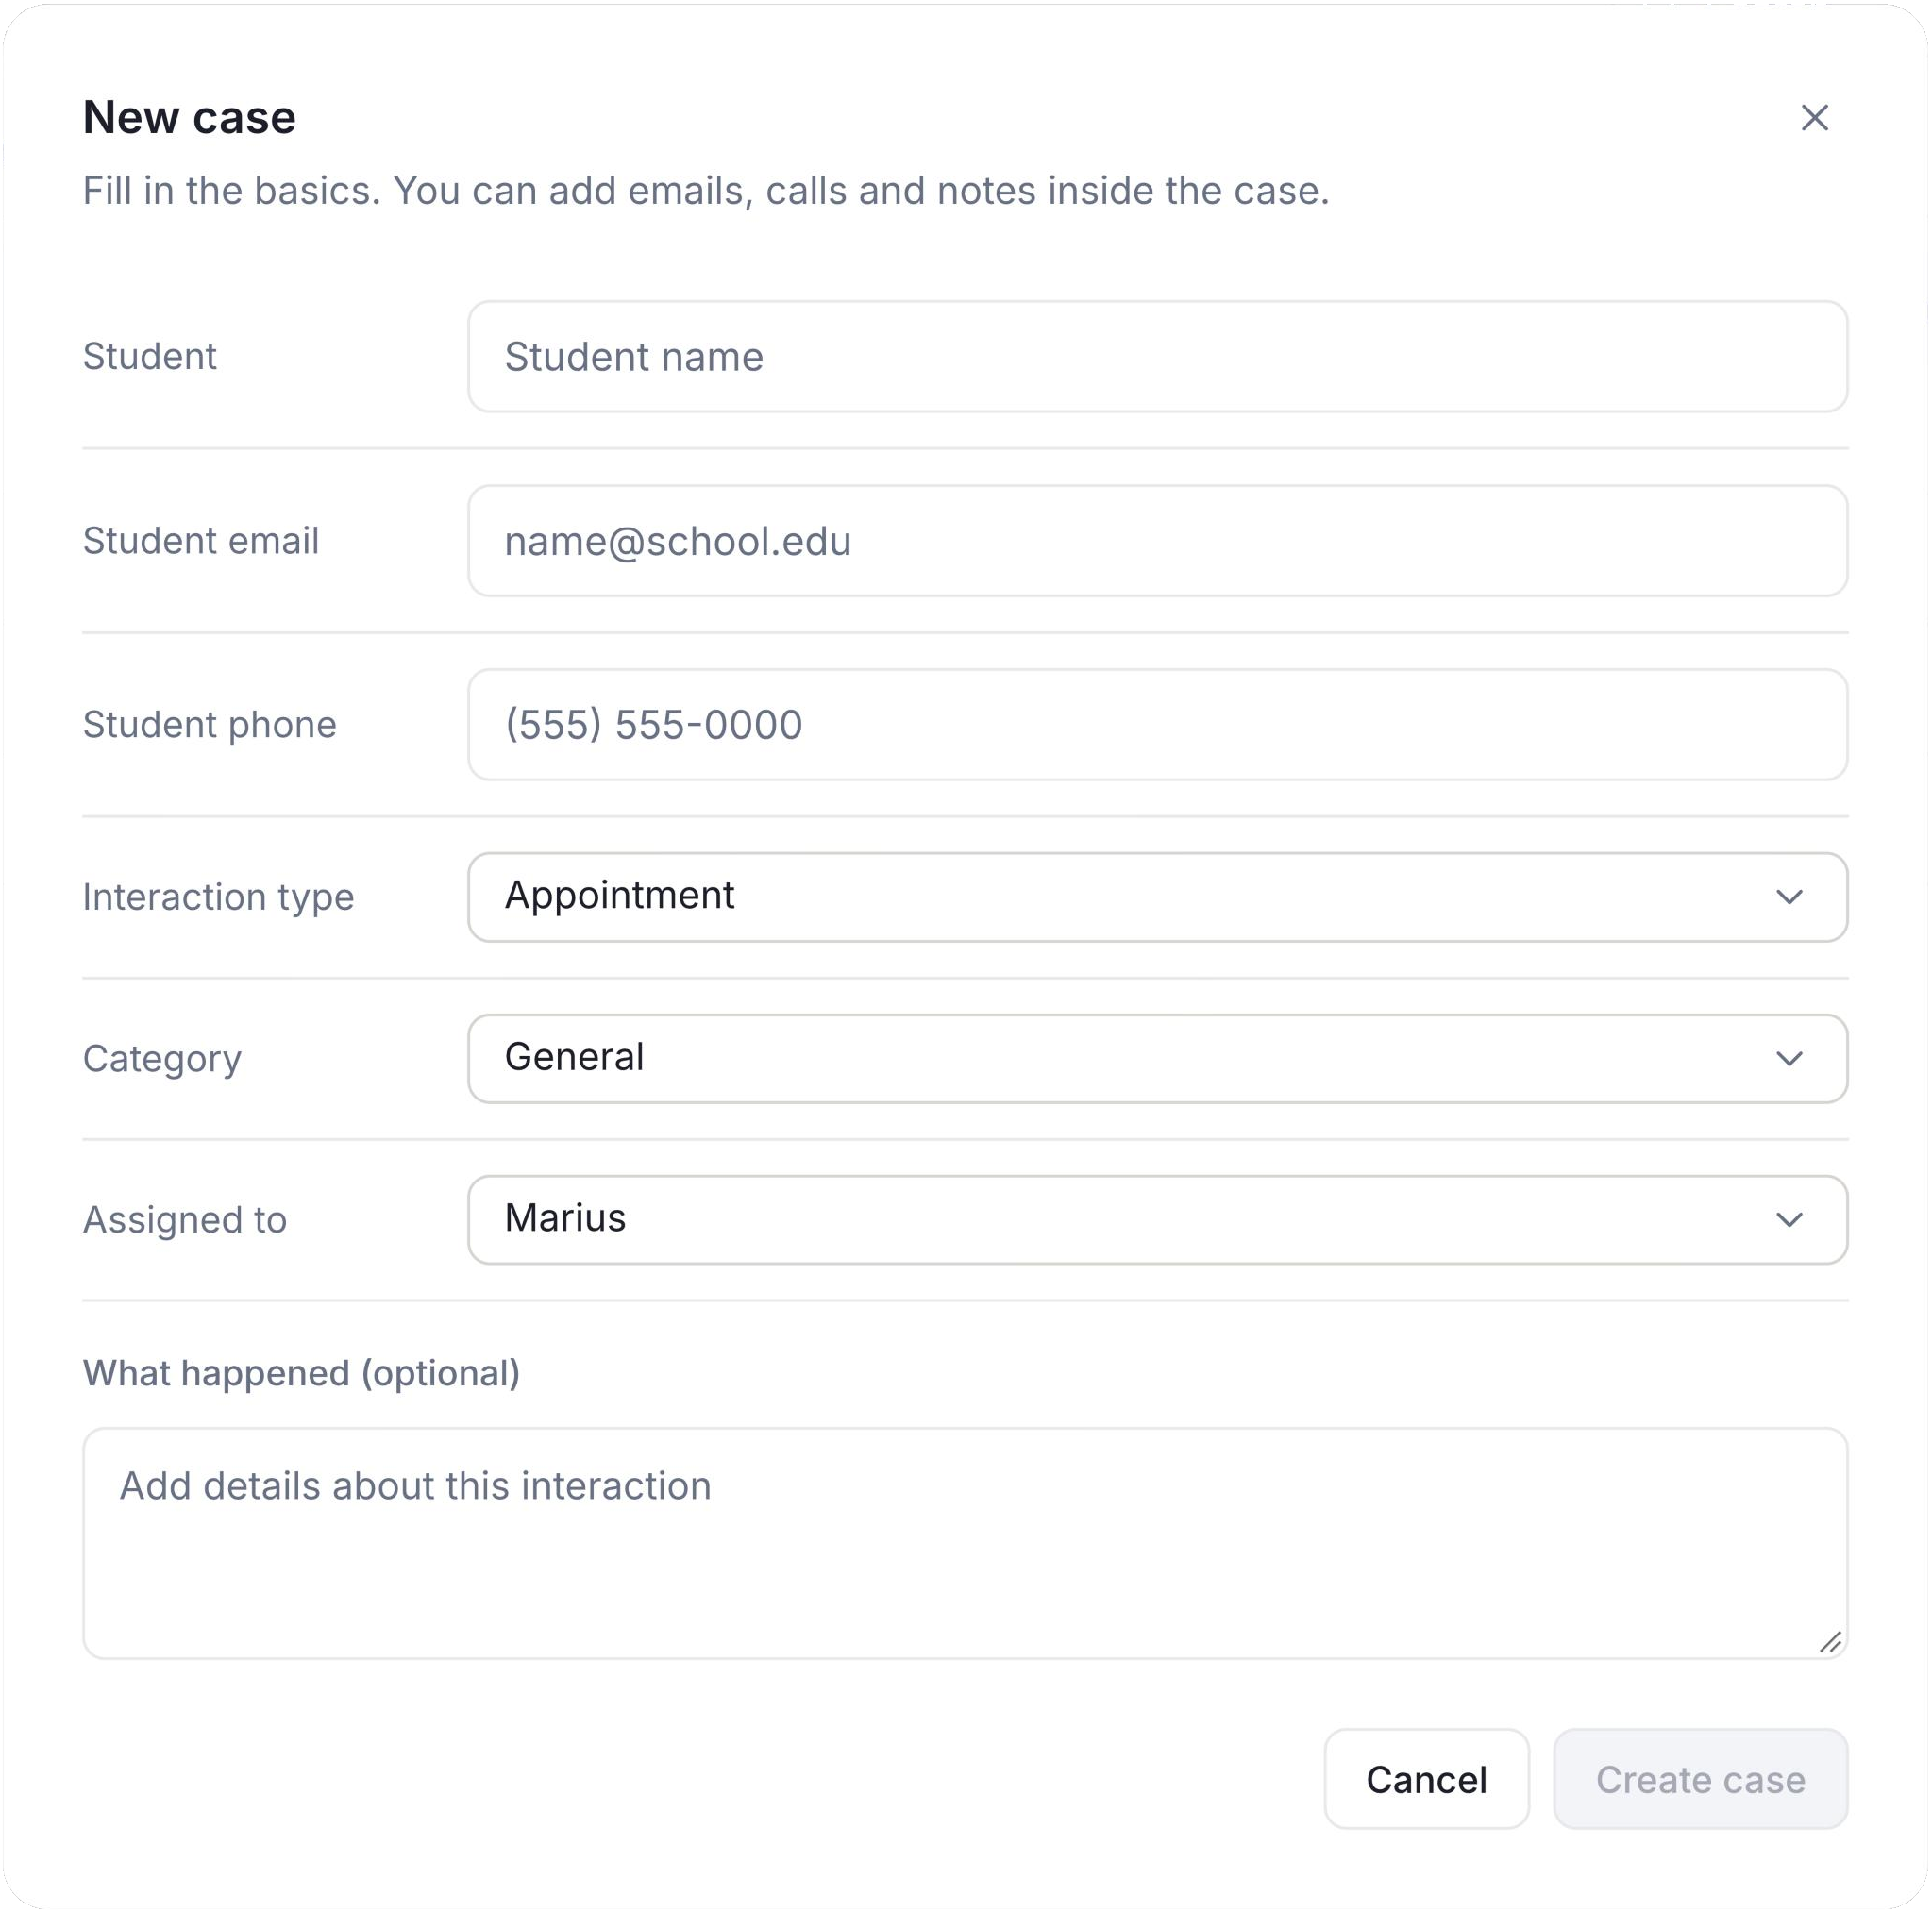 New case
Fill in the basics. You can add emails, calls and notes inside the case.
Student
Student name
Student email
name@school.edu
Student phone
(555) 555-0000
Interaction type
Appointment
Category
General
Assigned to
Marius
What happened (optional)
Add details about this interaction
Cancel
Create case